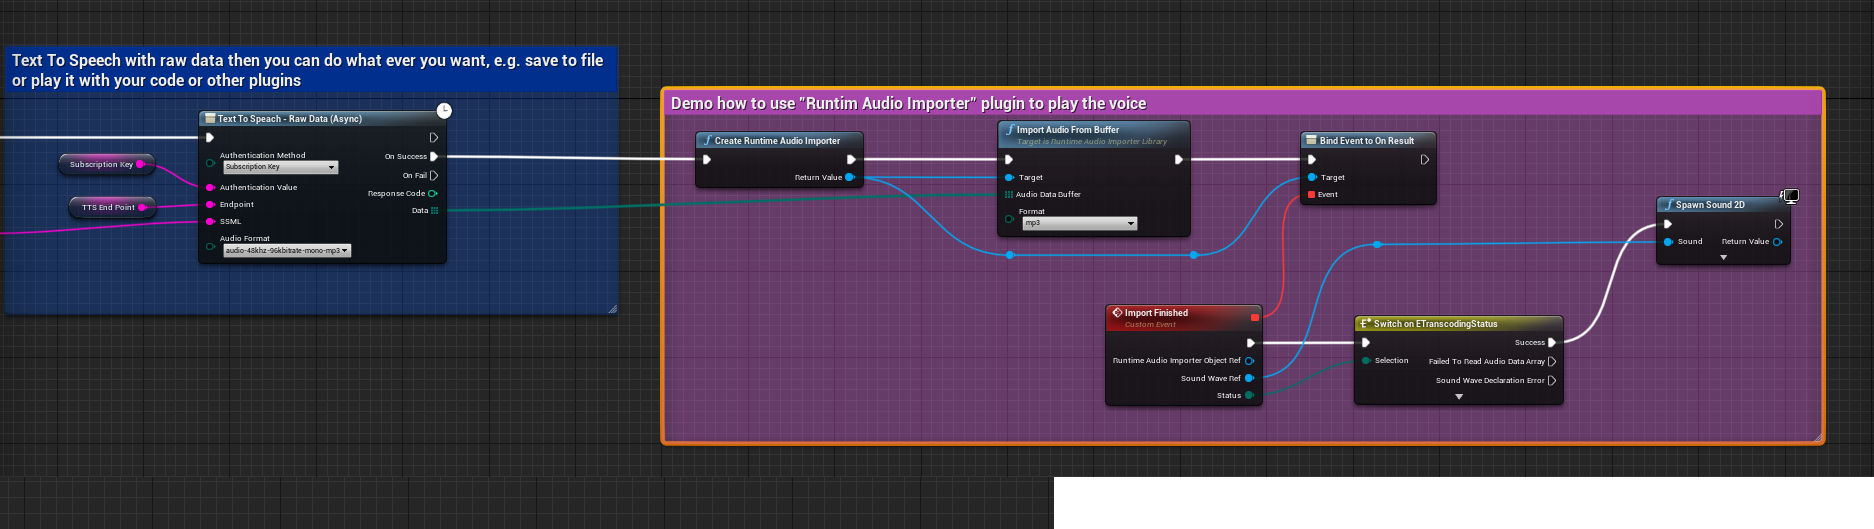 Text To Speech with raw data then you can do what ever you want, e.g. save to file
or play it with your code or other plugins
Text To Speach - Raw Data (Async)
Authentication Method
Subscription Key
On Success
On Fail
Subscription Key
Authentication Value
Response Code
TTS End Point
Endpoint
Data
SSML
Audio Format
audio-48khz-96kbitrate-mono-mp3
Demo how to use "Runtim Audio Importer" plugin to play the voice
Create Runtime Audio Importer
Return Value
Import Audio From Buffer
Target is Runtime Audio Importer Library
Target
Audio Data Buffer
Format
mp3
Bind Event to On Result
Target
Event
Spawn Sound 2D
Sound
Return Value
Import Finished
Custom Event
Runtime Audio Importer Object Ref
Sound Wave Ref
Status
Switch on ETranscodingStatus
Success
Selection
Failed To Read Audio Data Array
Sound Wave Declaration Error